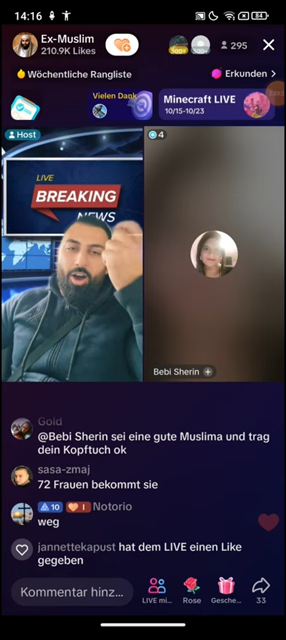 14:16
84
Ex-Muslim
210.9K Likes
300+
300+
295
Wöchentliche Rangliste
Erkunden >
Vielen Dank
Minecraft LIVE
10/15-10/23
Host
4
LIVE
BREAKING
NEWS
Bebi Sherin +
Gold
@Bebi Sherin sei eine gute Muslima und trag
dein Kopftuch ok
sasa-zmaj
72 Frauen bekommt sie
10 1 Notorio
weg
jannettekapust hat dem LIVE einen Like
gegeben
Kommentar hinz...
LIVE mi...
Rose
Gesche...
33